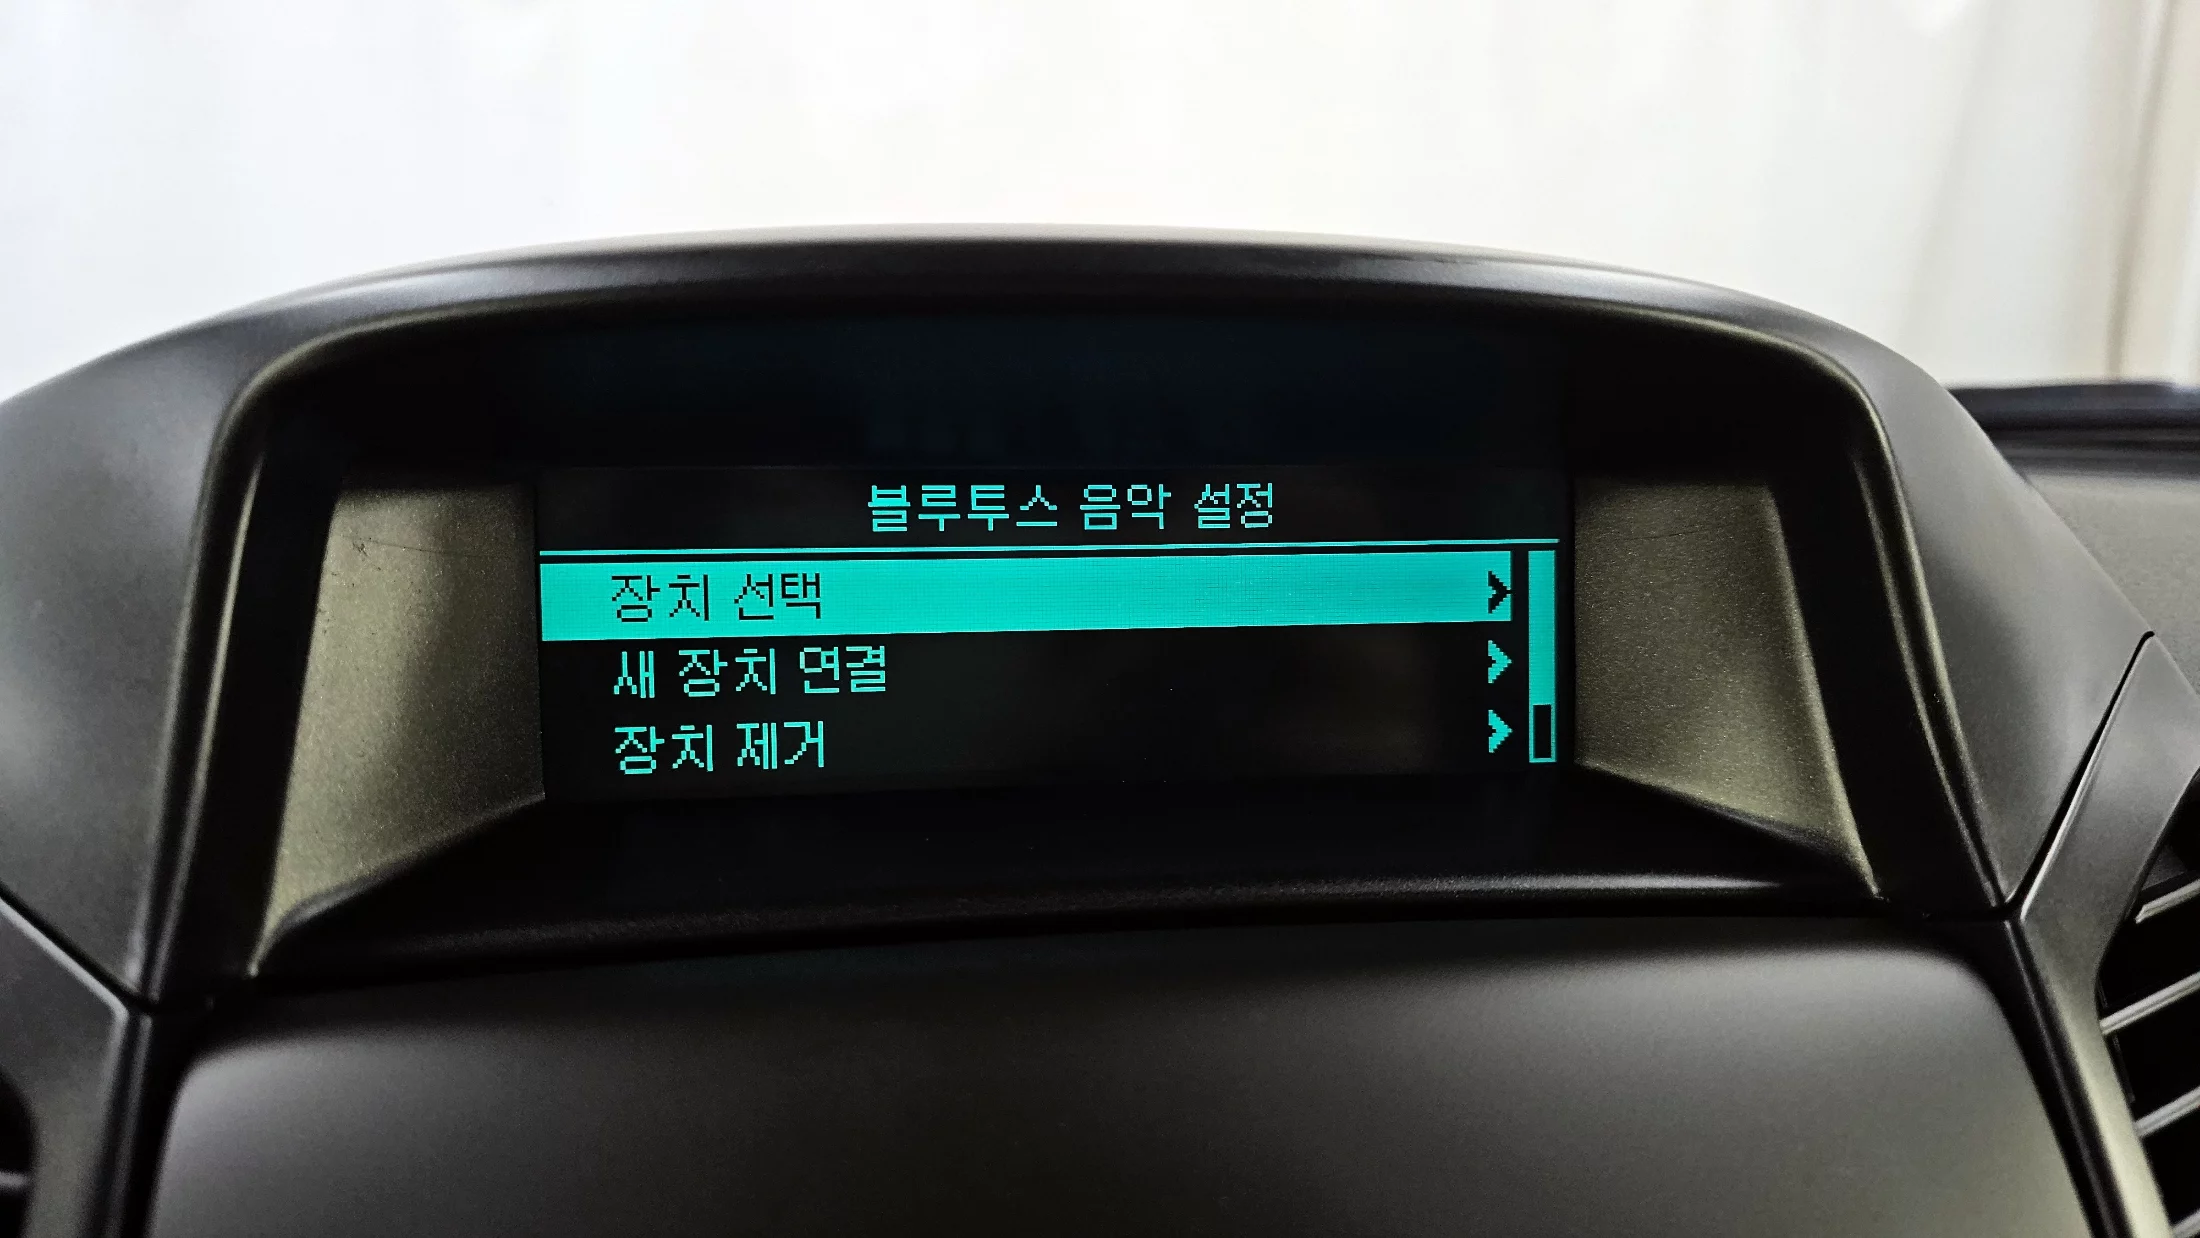 블루투스 음악 설정
장치 선택
새 장치 연결
장치 제거